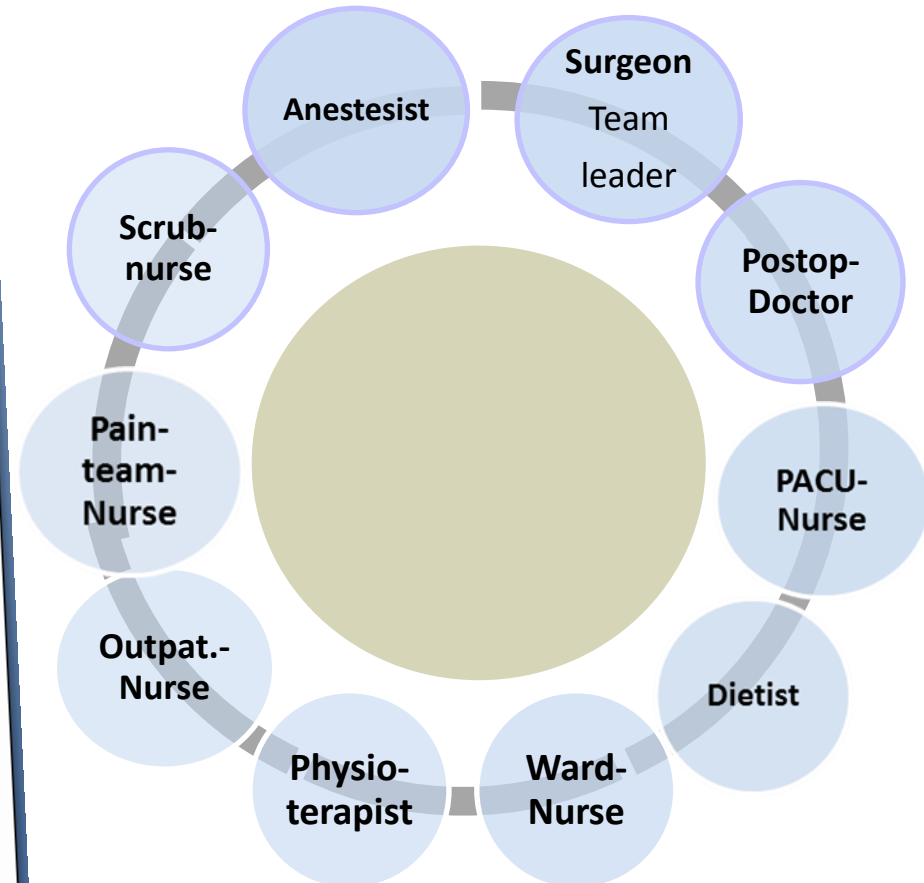 Anestesist
Surgeon
Team
leader
Scrub-
nurse
Postop-
Doctor
Pain-
team-
Nurse
PACU-
Nurse
Outpat.-
Nurse
Dietist
Physio-
terapist
Ward-
Nurse